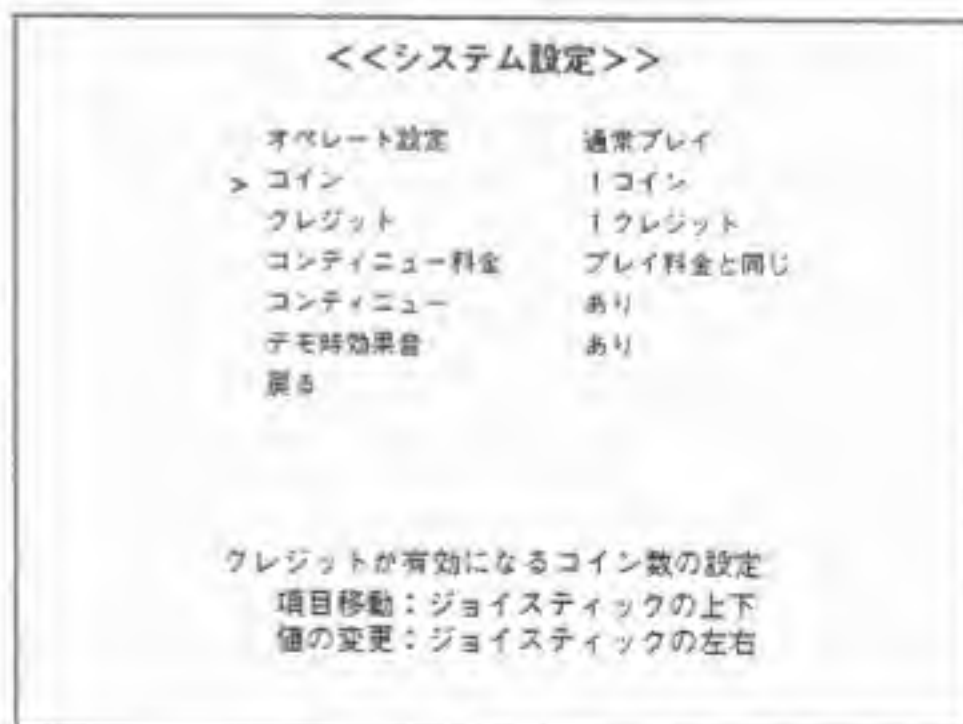 <<システム設定>>
オペレート設定 通常プレイ
> コイン 1コイン
クレジット 1クレジット
コンティニュー料金 プレイ料金と同じ
コンティニュー あり
デモ時効果音 あり
戻る
クレジットが有効になるコイン数の設定
項目移動：ジョイスティックの上下
値の変更：ジョイスティックの左右